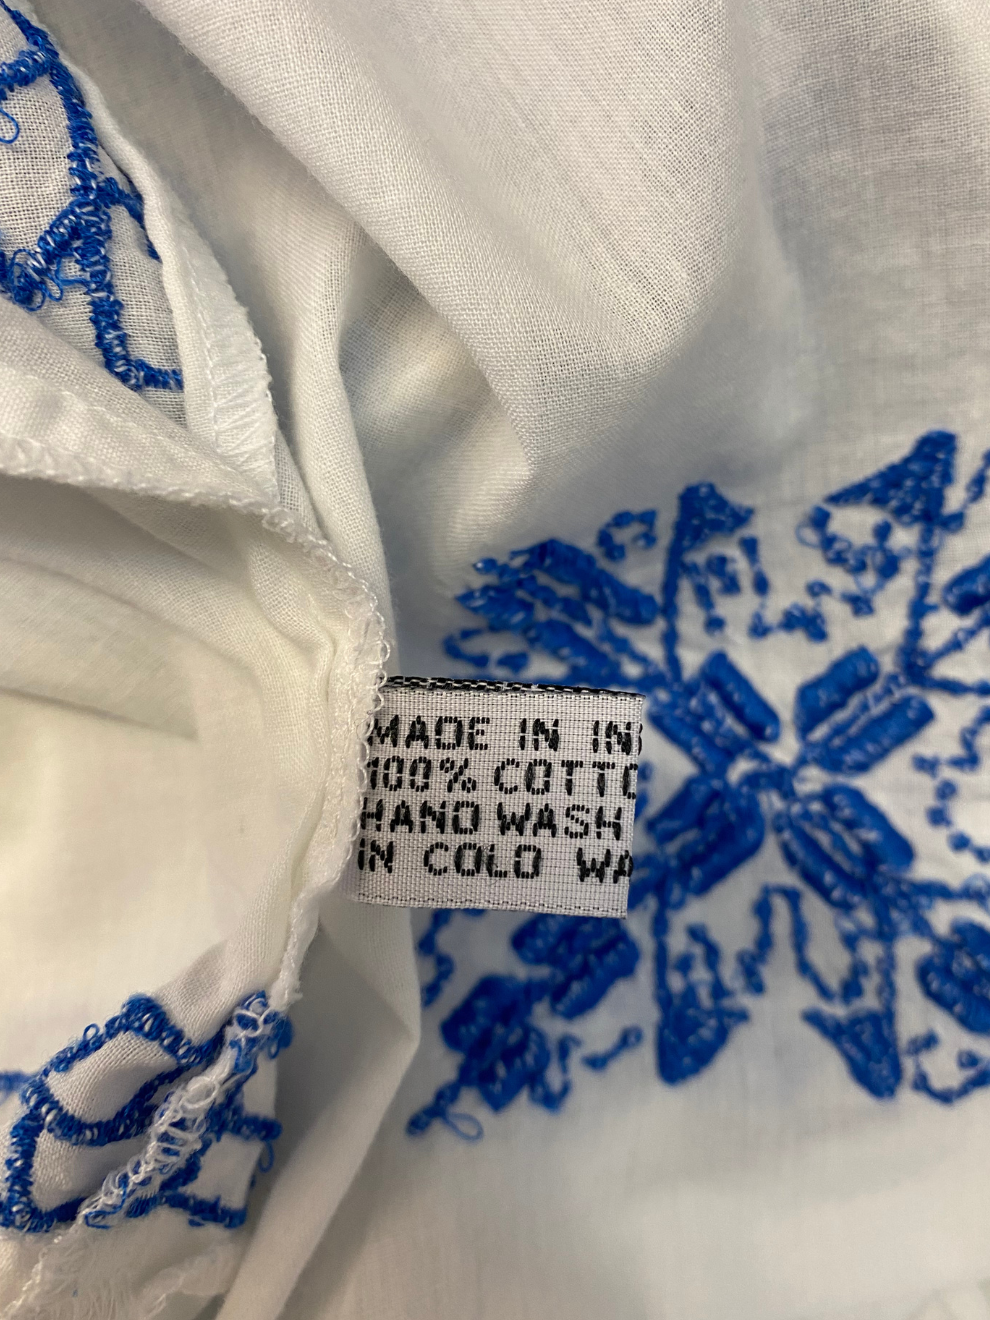 MADE IN IN
100% COTTO
HAND WASH
IN COLD WA